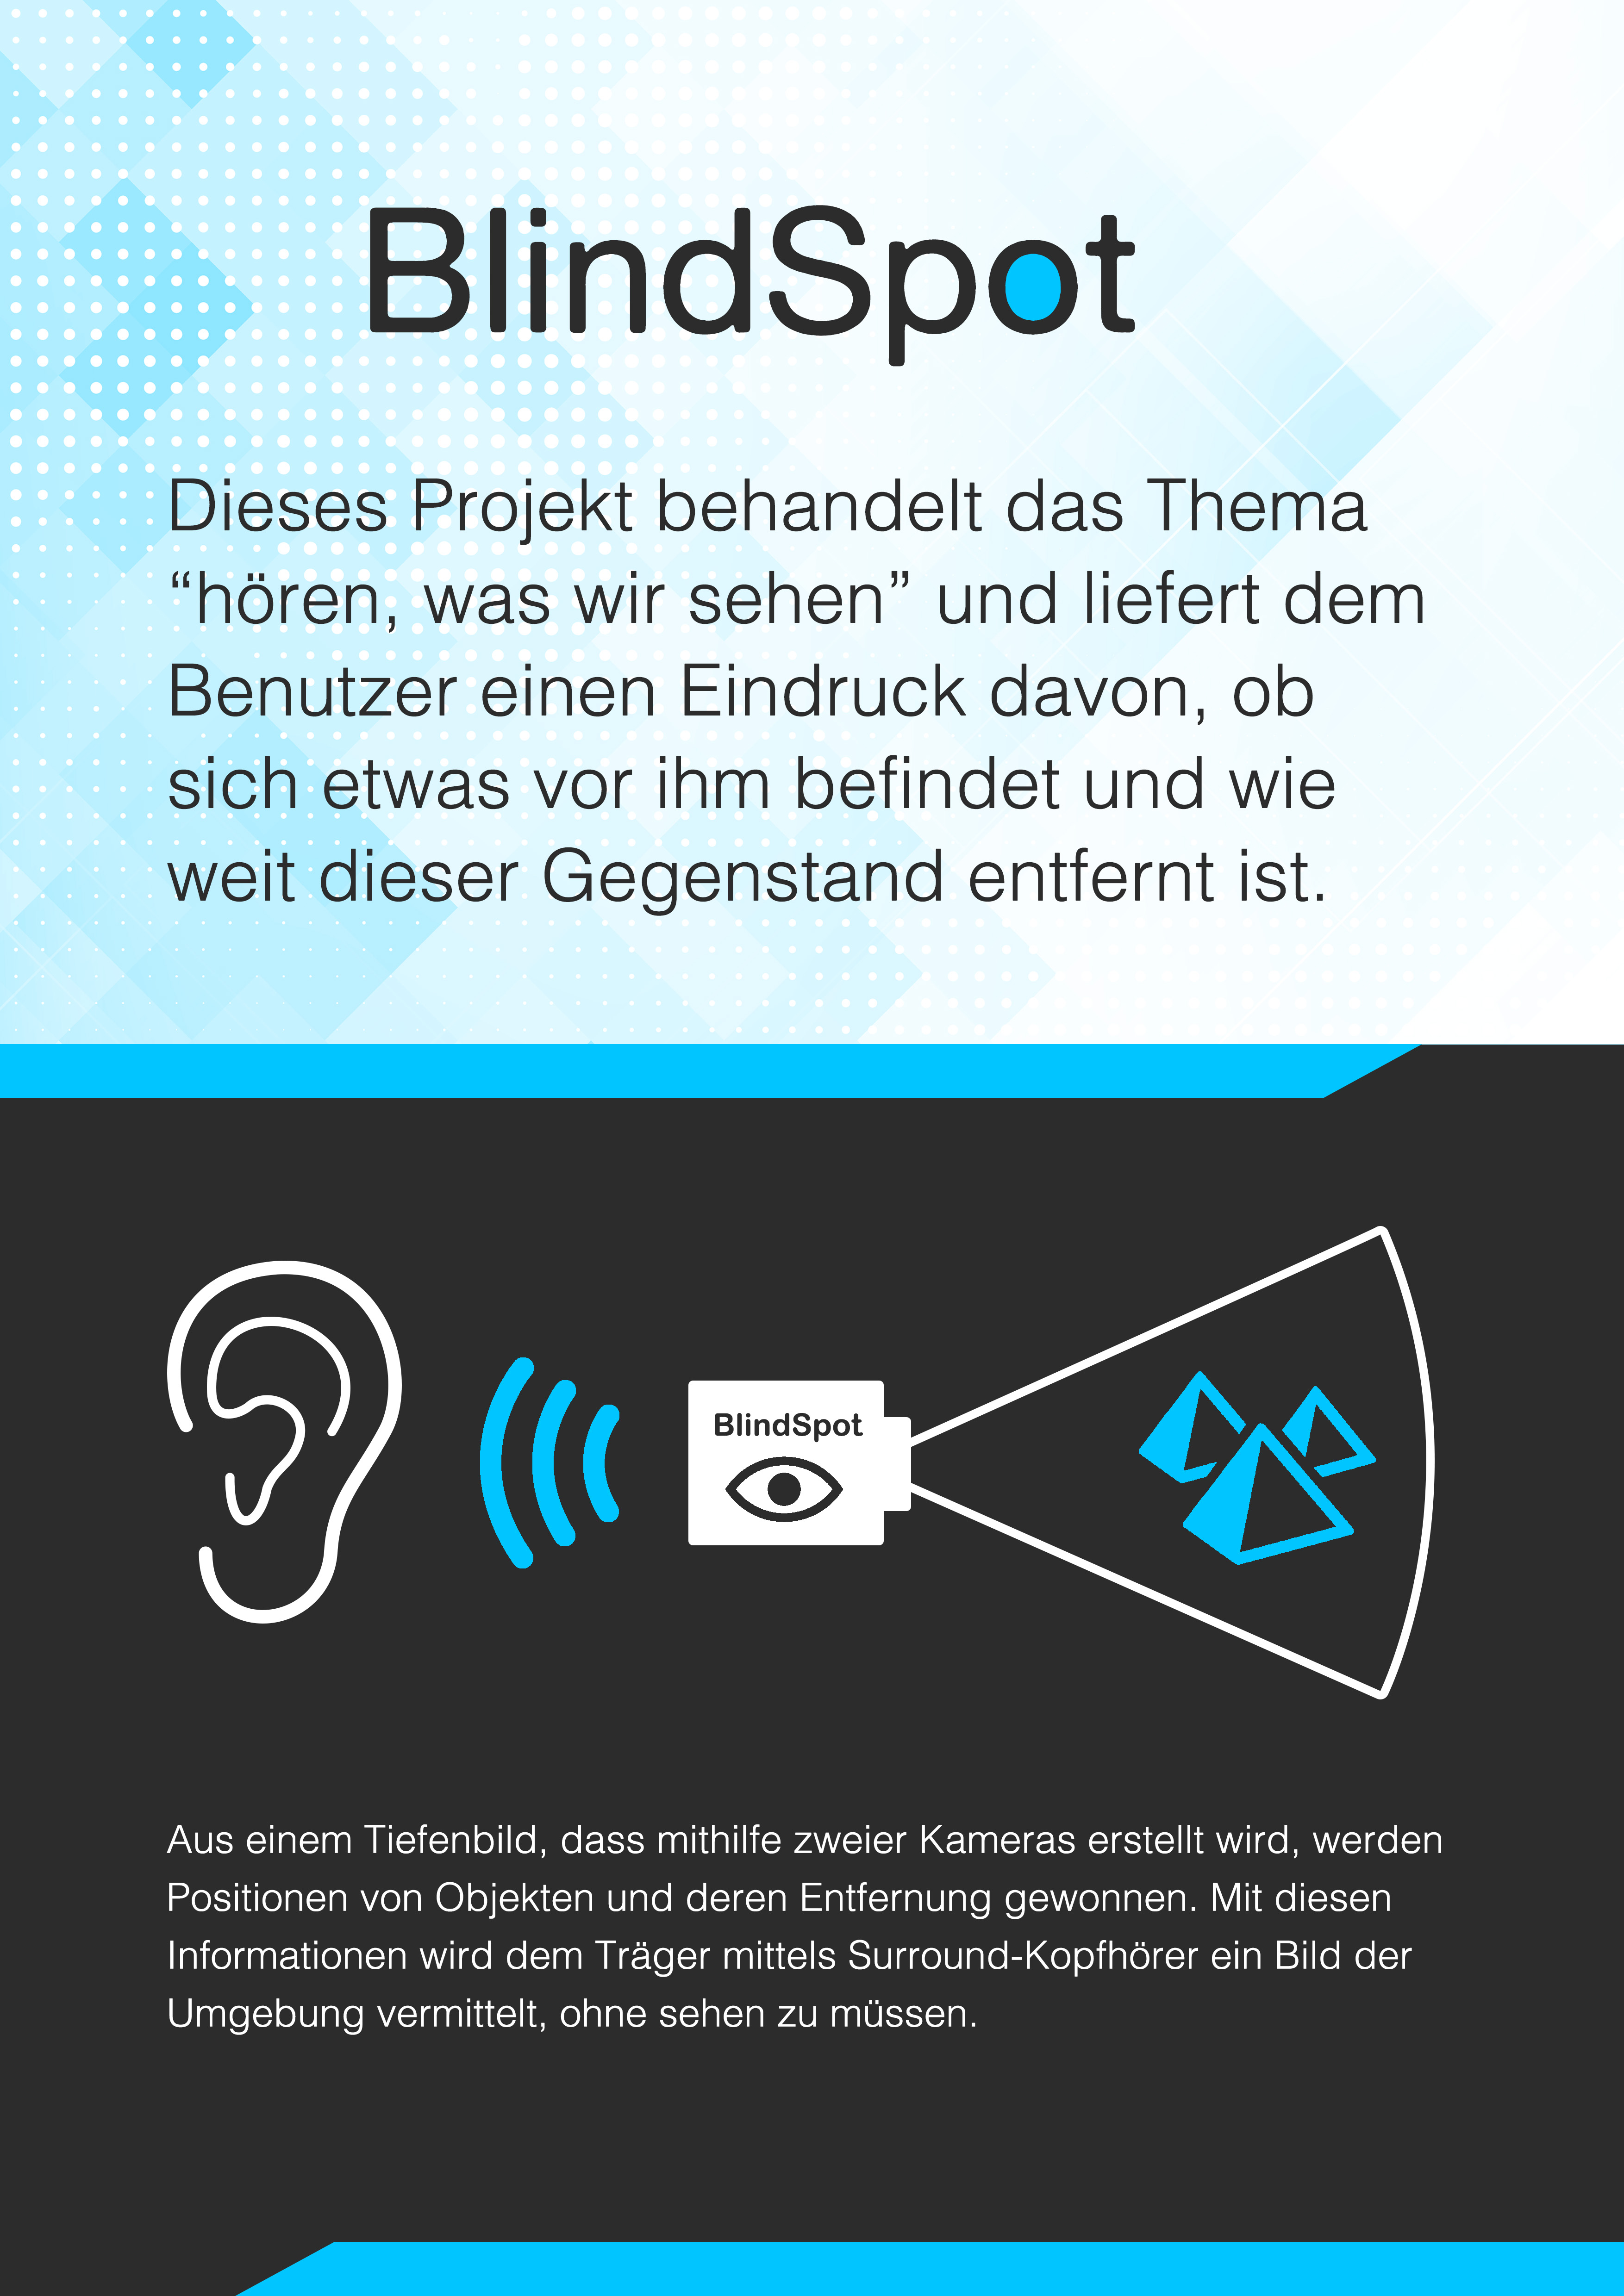 BlindSpot
Dieses Projekt behandelt das Thema
“hören, was wir sehen” und liefert dem
Benutzer einen Eindruck davon, ob
sich etwas vor ihm befindet und wie
weit dieser Gegenstand entfernt ist.
BlindSpot
Aus einem Tiefenbild, dass mithilfe zweier Kameras erstellt wird, werden
Positionen von Objekten und deren Entfernung gewonnen. Mit diesen
Informationen wird dem Träger mittels Surround-Kopfhörer ein Bild der
Umgebung vermittelt, ohne sehen zu müssen.